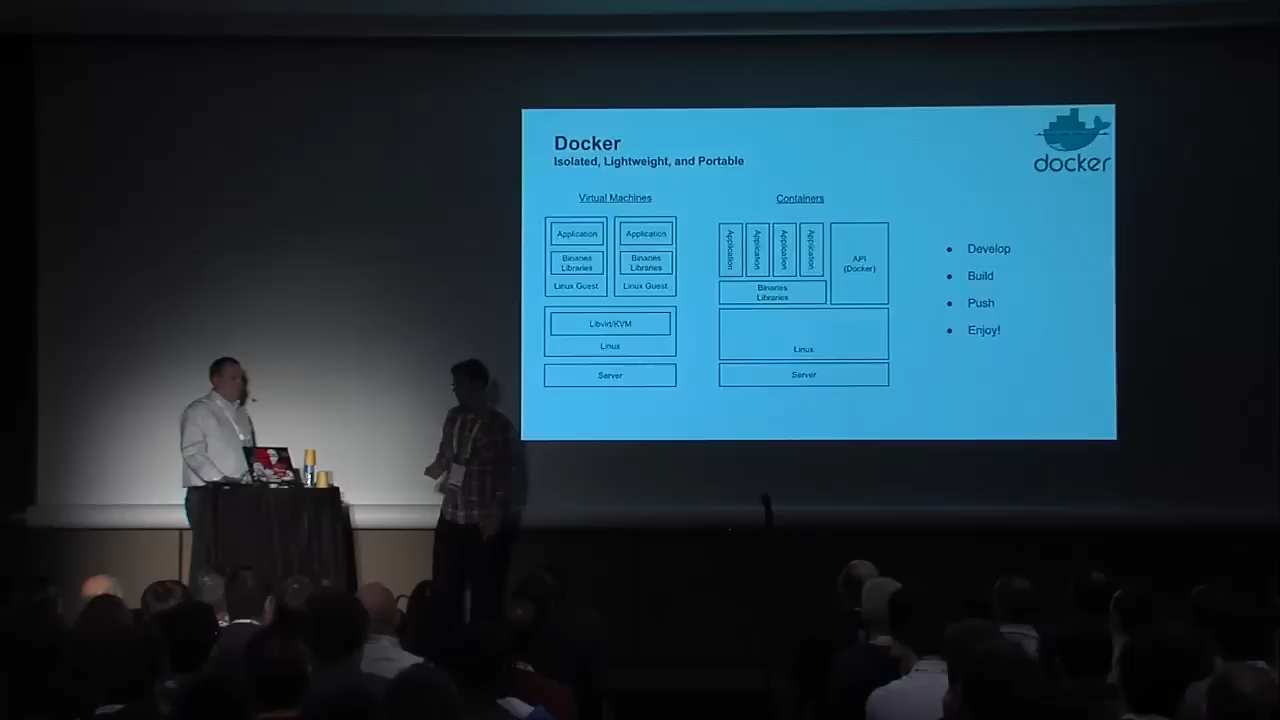 Docker
Isolated, Lightweight, and Portable
docker
Virtual Machines
Application
Binaries
Libraries
Linux Guest
Application
Binaries
Libraries
Linux Guest
Libvirt/KVM
Linux
Server
Containers
Application
Application
Application
Application
API
(Docker)
Binaries
Libraries
Linux
Server
Develop
Build
Push
Enjoy!